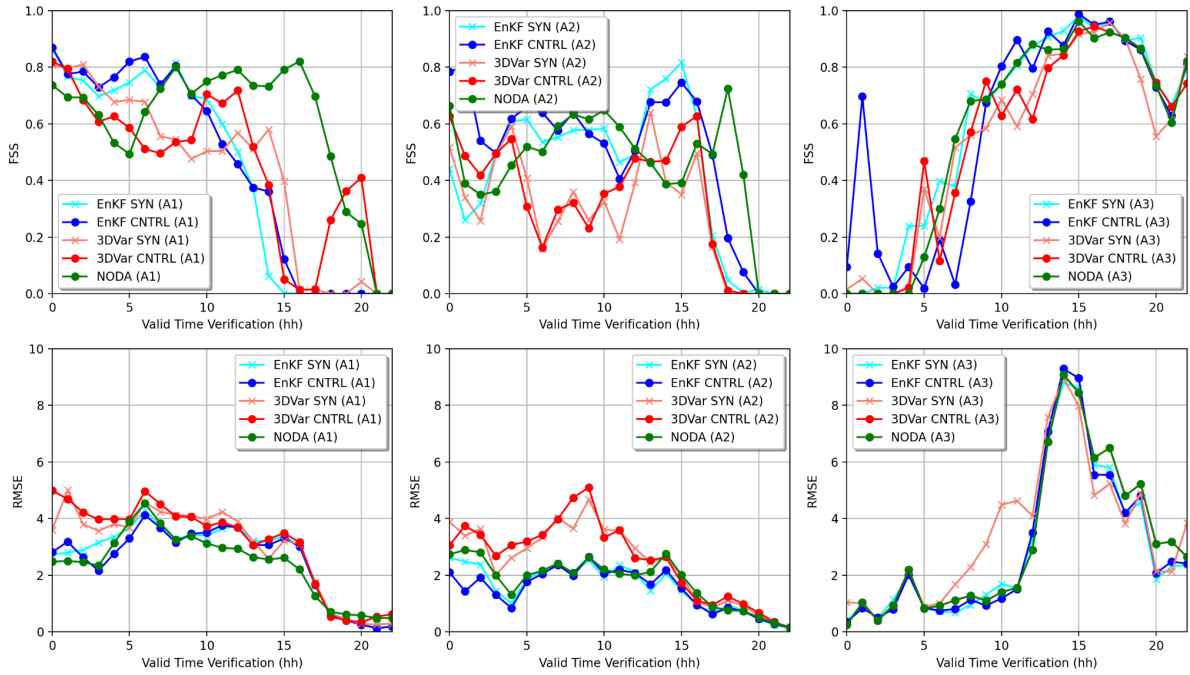 1.0
0.8
0.6
0.4
0.2
0.0
FSS
EnKF SYN (A1)
EnKF CNTRL (A1)
3DVar SYN (A1)
3DVar CNTRL (A1)
NODA (A1)
0 5 10 15 20
Valid Time Verification (hh)
1.0
0.8
0.6
0.4
0.2
0.0
FSS
EnKF SYN (A2)
EnKF CNTRL (A2)
3DVar SYN (A2)
3DVar CNTRL (A2)
NODA (A2)
0 5 10 15 20
Valid Time Verification (hh)
1.0
0.8
0.6
0.4
0.2
0.0
FSS
EnKF SYN (A3)
EnKF CNTRL (A3)
3DVar SYN (A3)
3DVar CNTRL (A3)
NODA (A3)
0 5 10 15 20
Valid Time Verification (hh)
10
8
6
4
2
0
RMSE
EnKF SYN (A1)
EnKF CNTRL (A1)
3DVar SYN (A1)
3DVar CNTRL (A1)
NODA (A1)
0 5 10 15 20
Valid Time Verification (hh)
10
8
6
4
2
0
RMSE
EnKF SYN (A2)
EnKF CNTRL (A2)
3DVar SYN (A2)
3DVar CNTRL (A2)
NODA (A2)
0 5 10 15 20
Valid Time Verification (hh)
10
8
6
4
2
0
RMSE
EnKF SYN (A3)
EnKF CNTRL (A3)
3DVar SYN (A3)
3DVar CNTRL (A3)
NODA (A3)
0 5 10 15 20
Valid Time Verification (hh)